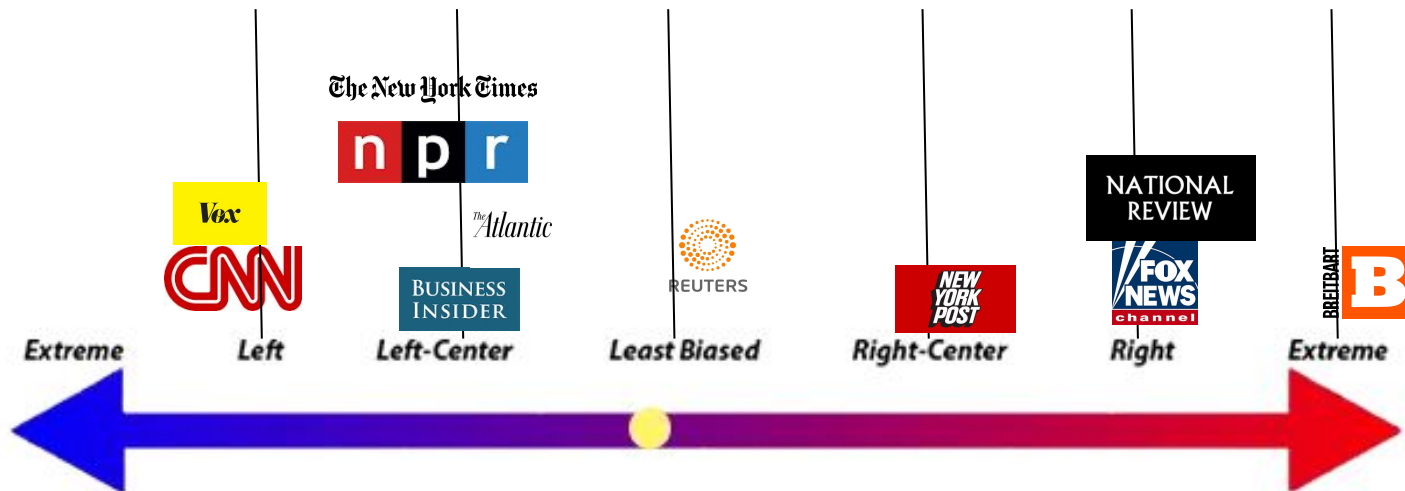 The New York Times
npr
Vox
The Atlantic
CNN
REUTERS
BUSINESS
INSIDER
NEW
YORK
POST
NATIONAL
REVIEW
FOX
NEWS
channel
BREITBART
B
Extreme Left Left-Center Least Biased Right-Center Right Extreme